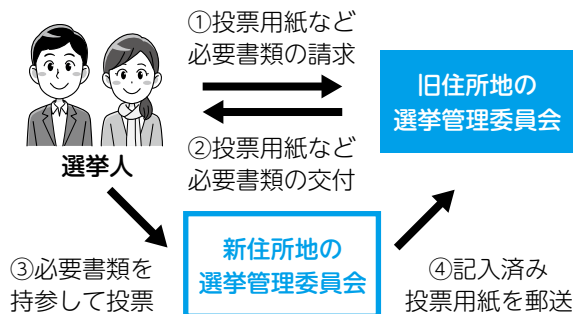 ①投票用紙など
必要書類の請求
旧住所地の
選挙管理委員会
②投票用紙など
必要書類の交付
選挙人
新住所地の
選挙管理委員会
③必要書類を
持参して投票
④記入済み
投票用紙を郵送